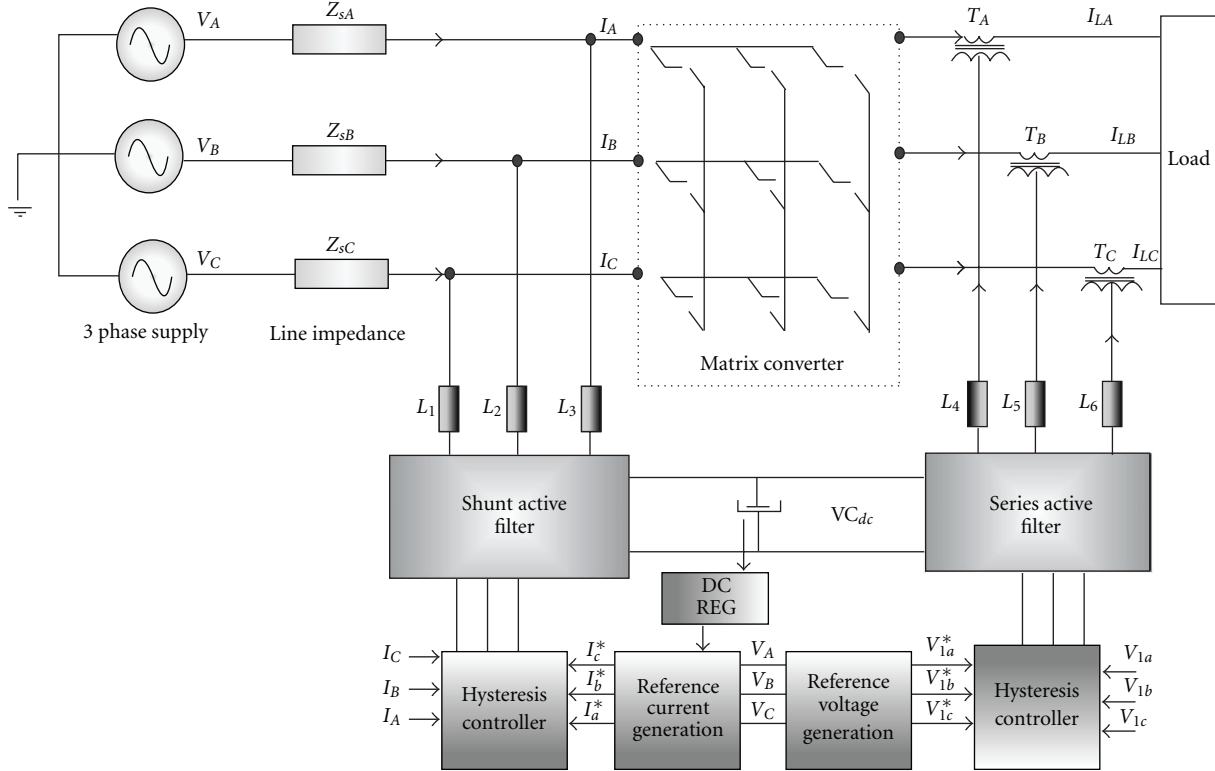 V_A Z_sA I_A T_A I_LA
V_B Z_sB I_B T_B I_LB
Load
V_C Z_sC I_C T_C I_LC
3 phase supply Line impedance
Matrix converter
L_1 L_2 L_3 L_4 L_5 L_6
Shunt active
filter
VC_dc
Series active
filter
DC
REG
I_C
I_B
I_A
Hysteresis
controller
I_c^*
I_b^*
I_a^*
Reference
current
generation
V_A
V_B
V_C
Reference
voltage
generation
V_1a^*
V_1b^*
V_1c^*
Hysteresis
controller
V_1a
V_1b
V_1c